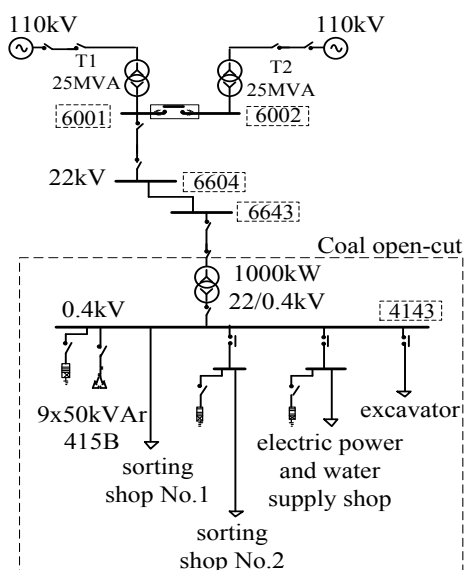 110kV
110kV
T1
T2
25MVA
25MVA
6001
6002
22kV
6604
6643
Coal open-cut
1000kW
22/0.4kV
0.4kV
4143
9x50kVAr
415B
excavator
sorting
shop No.1
electric power
and water
supply shop
sorting
shop No.2